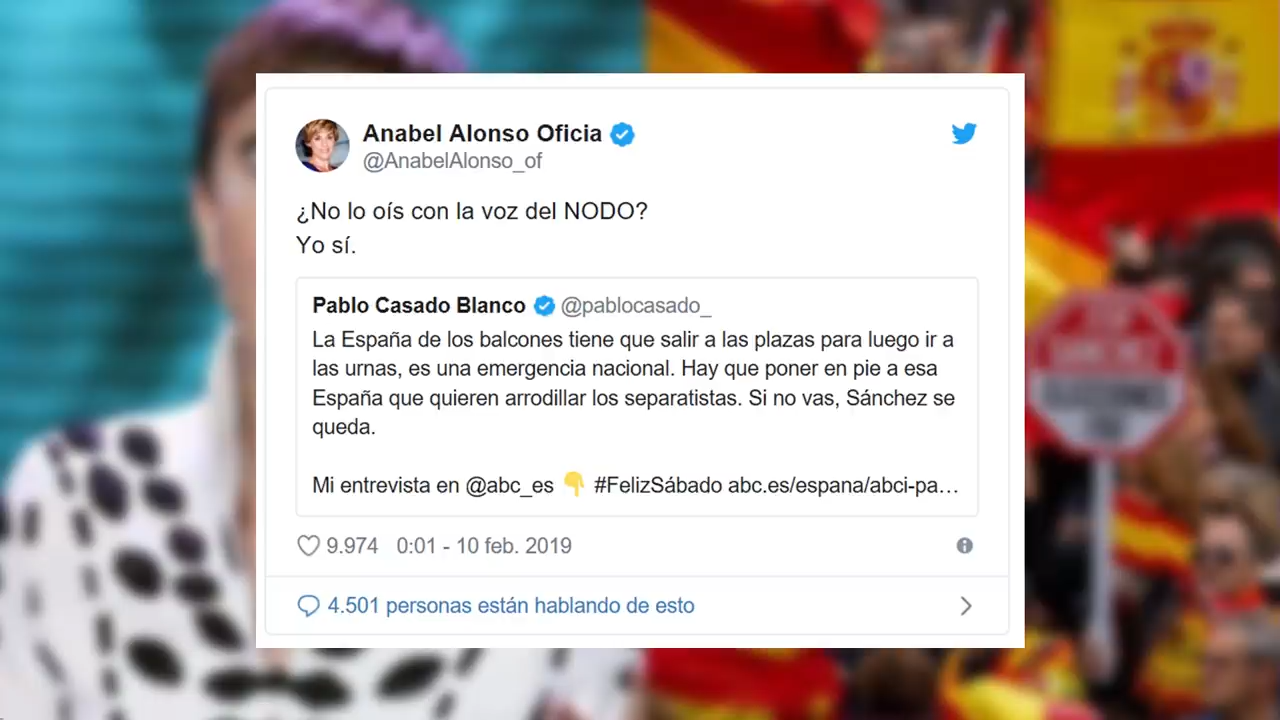 Anabel Alonso Oficia
@AnabelAlonso_of
¿No lo oís con la voz del NODO?
Yo sí.
Pablo Casado Blanco @pablocasado_
La España de los balcones tiene que salir a las plazas para luego ir a
las urnas, es una emergencia nacional. Hay que poner en pie a esa
España que quieren arrodillar los separatistas. Si no vas, Sánchez se
queda.
Mi entrevista en @abc_es 👇 #FelizSábado abc.es/espana/abci-pa…
9.974 0:01 - 10 feb. 2019
4.501 personas están hablando de esto